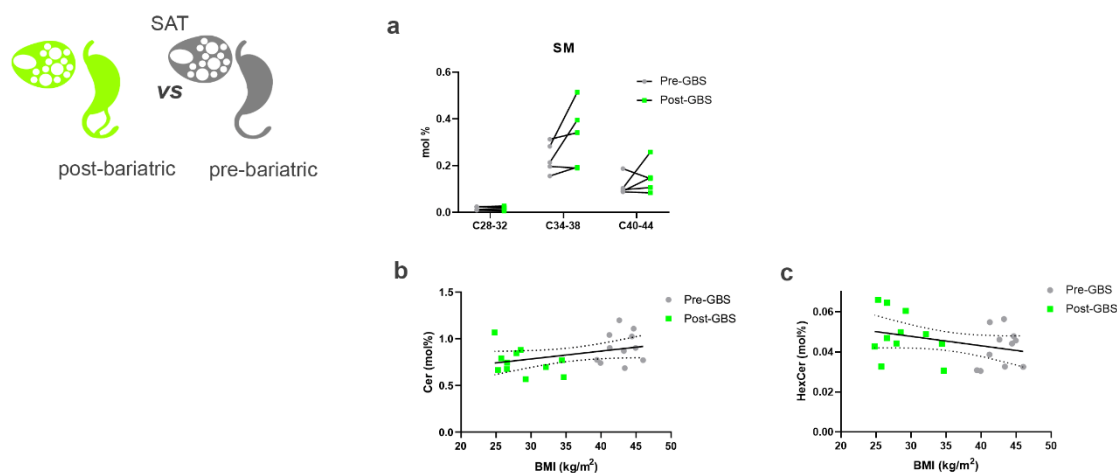 SAT
vs
post-bariatric
pre-bariatric
a
SM
Pre-GBS
Post-GBS
mol %
0.6
0.4
0.2
0.0
C28-32
C34-38
C40-44
b
Pre-GBS
Post-GBS
Cer (mol%)
1.5
1.0
0.5
0.0
20 25 30 35 40 45 50
BMI (kg/m²)
c
Pre-GBS
Post-GBS
HexCer (mol%)
0.06
0.04
0.02
0.00
20 25 30 35 40 45 50
BMI (kg/m²)